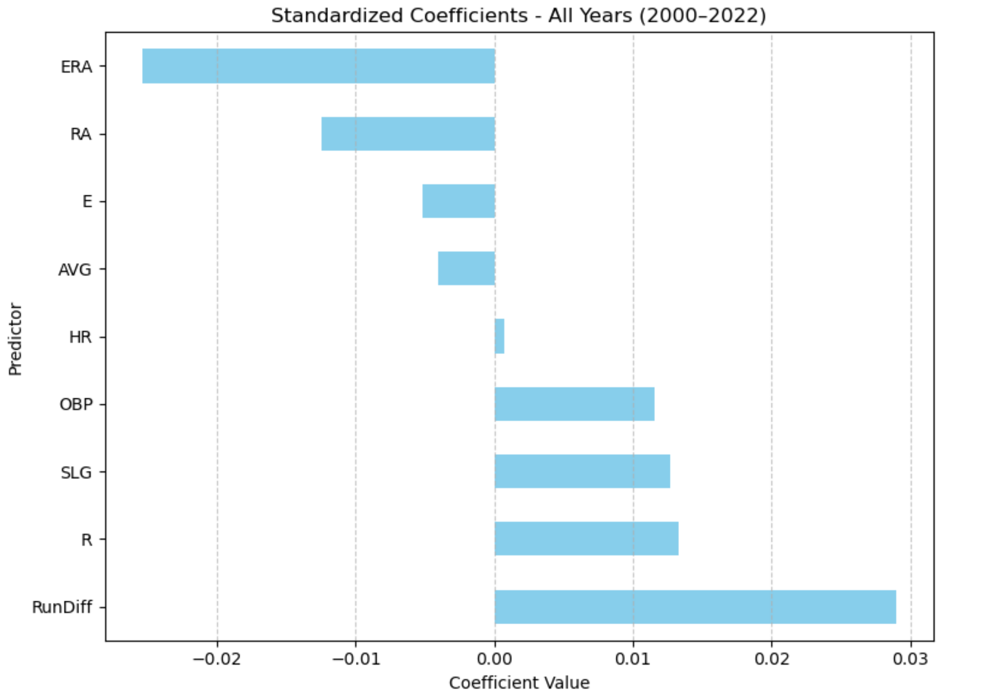 Standardized Coefficients - All Years (2000–2022)
ERA
RA
E
AVG
HR
OBP
SLG
R
RunDiff
Predictor
−0.02 −0.01 0.00 0.01 0.02 0.03
Coefficient Value